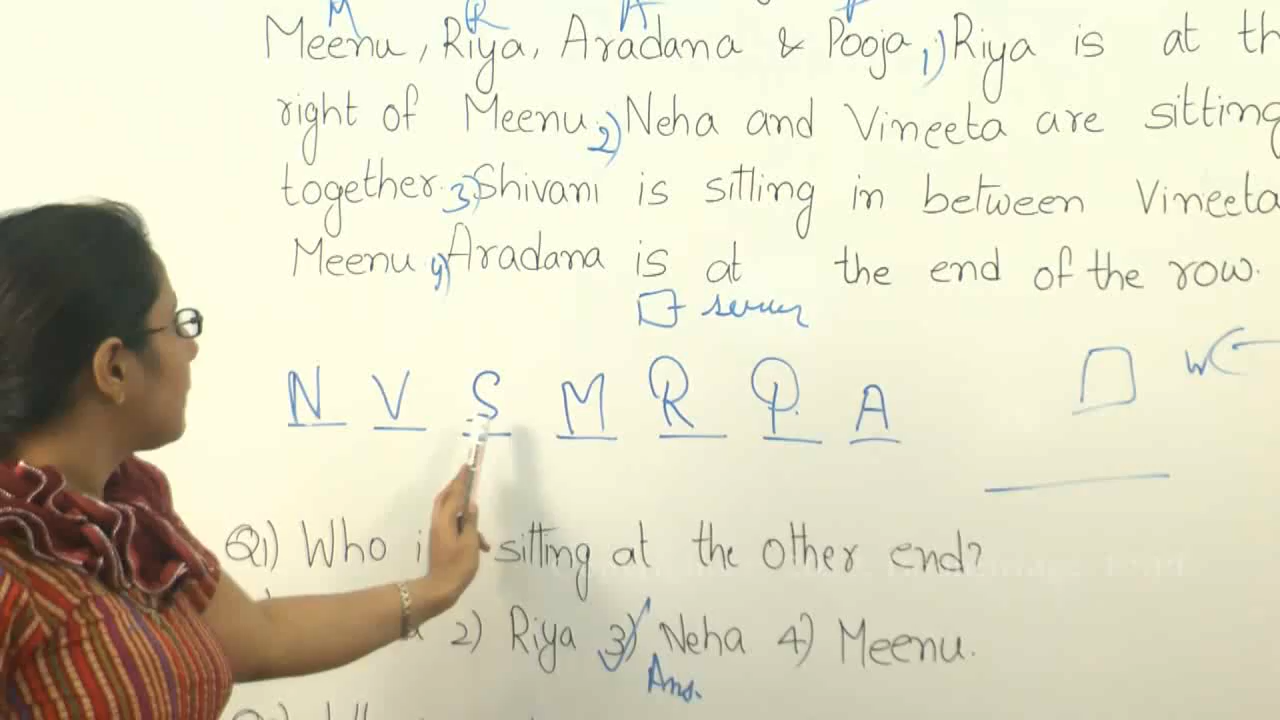 M R A P
Meenu, Riya, Aradana & Pooja 1) Riya is at th
right of Meenu. 2) Neha and Vineeta are sitting
together. 3) Shivani is sitting in between Vineeta
Meenu. 4) Aradana is at the end of the row.
seven
N V S M R P A
Q1) Who i sitting at the other end?
2) Riya 3) Neha 4) Meenu.
Ans.